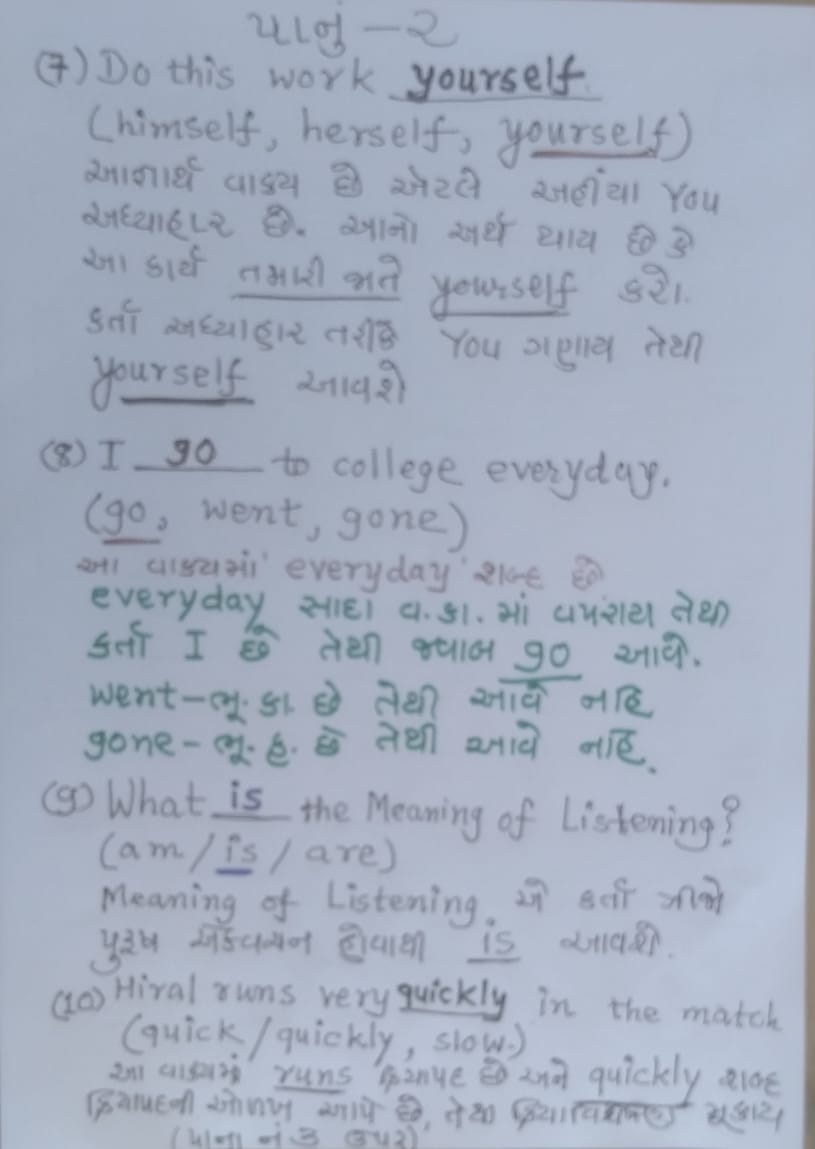 પાનું - ૨
(7) Do this work yourself.
(himself, herself, yourself)
આજ્ઞાર્થ વાક્ય છે એટલે અહીંયા You
અધ્યાહાર છે. આનો અર્થ થાય છે કે
આ કાર્ય તમારી જાતે yourself કરો.
કર્તા અધ્યાહાર તરીકે You ગણાય તેથી
yourself આવશે
(8) I go to college everyday.
(go, went, gone)
આ વાક્યમાં everyday શબ્દ છે
everyday સાદા વ.કા. માં વપરાય તેથી
કર્તા I છે તેથી જવાબ go આવે.
went - ભૂ.કા. છે તેથી આવે નહિ
gone - ભૂ.કૃ. છે તેથી આવે નહિ.
(9) What is the Meaning of Listening?
(am / is / are)
Meaning of Listening એ કર્તા ત્રીજો
પુરૂષ એકવચન હોવાથી is આવશે.
(10) Hiral runs very quickly in the match
(quick / quickly, slow.)
આ વાક્યમાં runs ક્રિયાપદ છે અને quickly શબ્દ
ક્રિયાપદની ઓળખ આપે છે, તેથી ક્રિયાવિશેષણ મૂકાય
(પાના નં ૩ ઉપર)